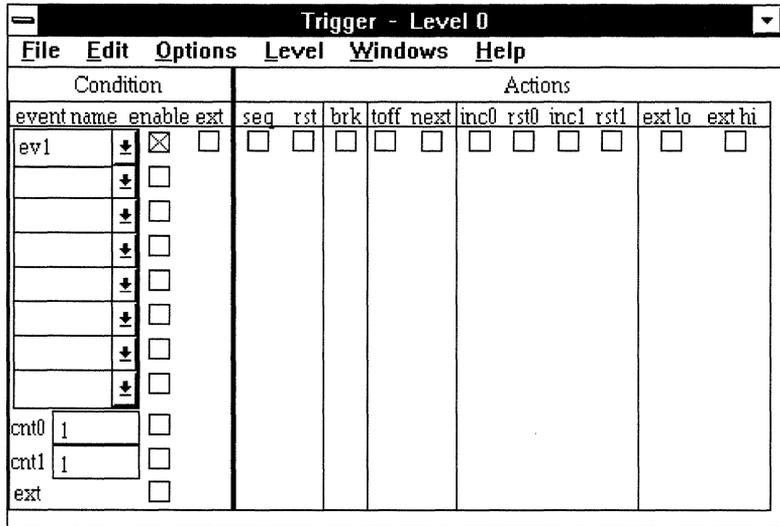 Trigger - Level 0
File Edit Options Level Windows Help
Condition Actions
event name enable ext seq rst brk toff next inc0 rst0 inc1 rst1 ext lo ext hi
ev1
cnt0 1
cnt1 1
ext